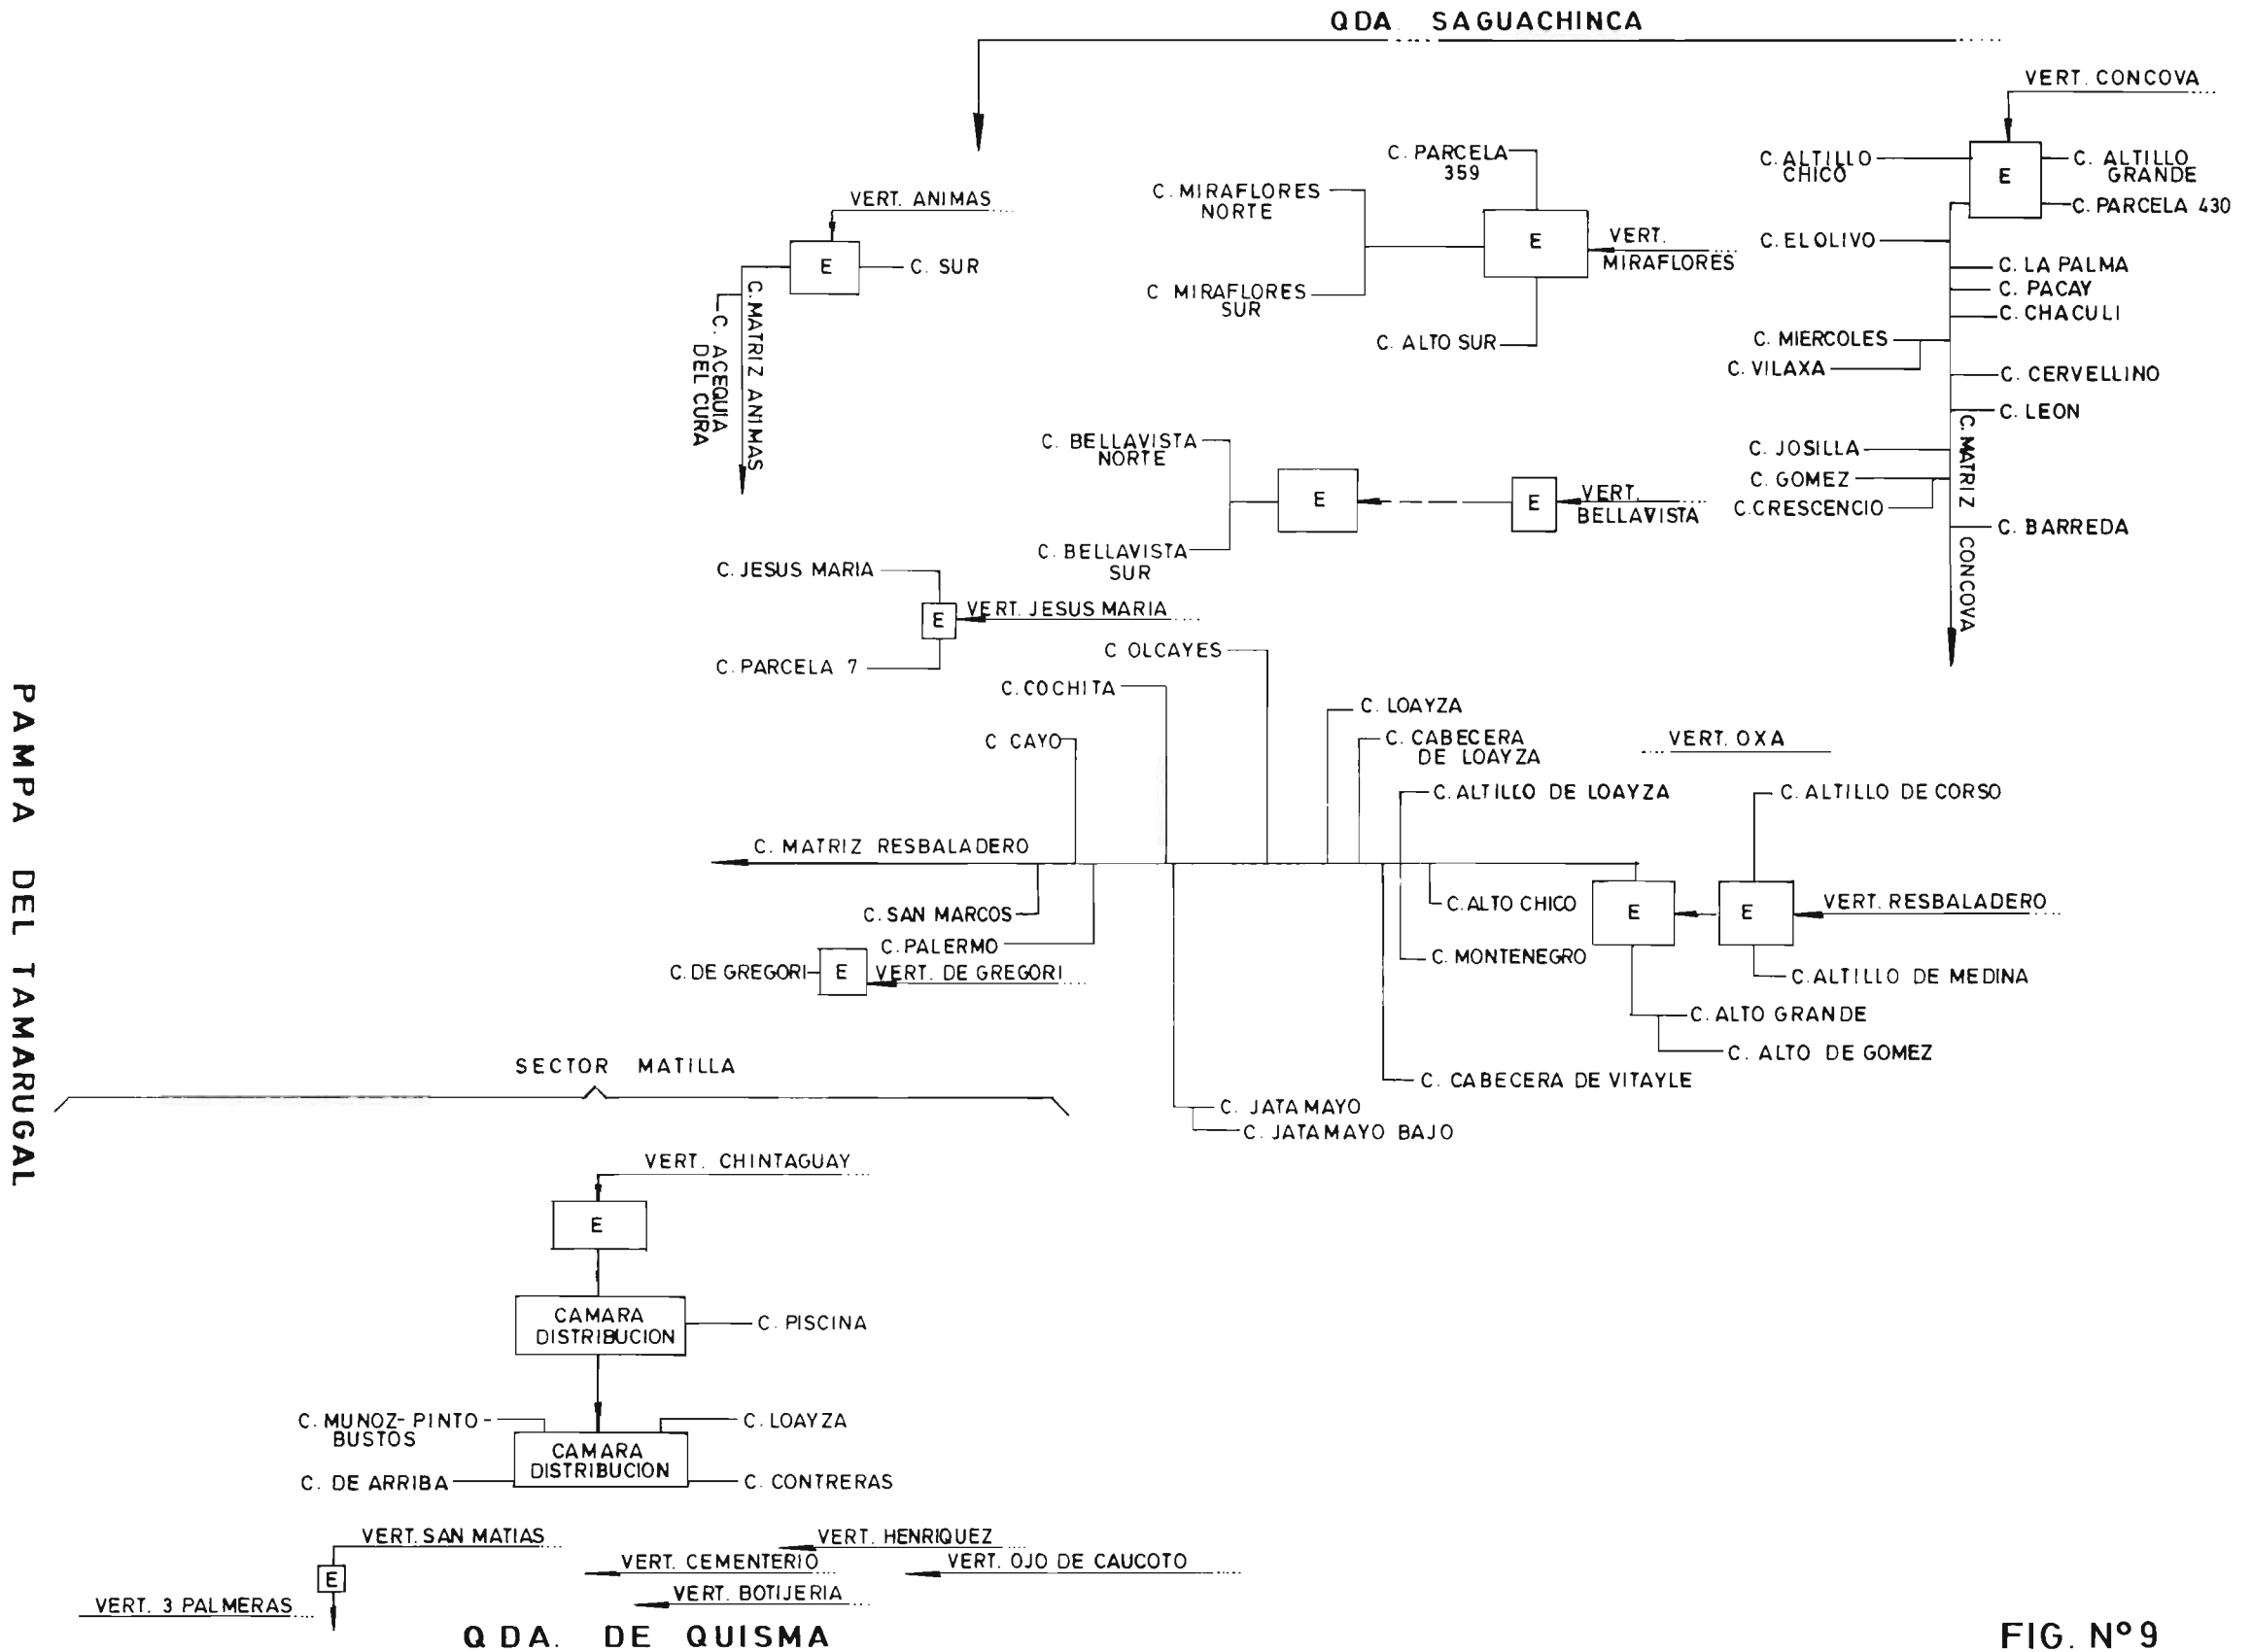 QDA SAGUACHINCA
VERT. CONCOVA
C. ALTILLO
CHICO
E
C. ALTILLO
GRANDE
C. PARCELA 430
C. EL OLIVO
C. LA PALMA
C. PACAY
C. CHACULI
C. MIERCOLES
C. VILAXA
C. CERVELLINO
C. LEON
C. JOSILLA
C. GOMEZ
C. CRESCENCIO
C. BARREDA
C. MATRIZ CONCOVA
C. PARCELA
359
C. MIRAFLORES
NORTE
E
VERT.
MIRAFLORES
C MIRAFLORES
SUR
C. ALTO SUR
VERT. ANIMAS
E
C. SUR
C. MATRIZ ANIMAS
C. ACEQUIA
DEL CURA
C. BELLAVISTA
NORTE
E
E
VERT.
BELLAVISTA
C. BELLAVISTA
SUR
C. JESUS MARIA
E
VERT. JESUS MARIA
C. PARCELA 7
C OLCAYES
C. COCHITA
C CAYO
C. LOAYZA
C. CABECERA
DE LOAYZA
VERT. OXA
C. ALTILLO DE LOAYZA
C. ALTILLO DE CORSO
C. MATRIZ RESBALADERO
C. SAN MARCOS
C. PALERMO
C. ALTO CHICO
E
E
VERT. RESBALADERO
C. DE GREGORI
E
VERT. DE GREGORI
C. MONTENEGRO
C. ALTILLO DE MEDINA
C. ALTO GRANDE
C. ALTO DE GOMEZ
C. CABECERA DE VITAYLE
C. JATAMAYO
C. JATAMAYO BAJO
PAMPA DEL TAMARUGAL
SECTOR MATILLA
VERT. CHINTAGUAY
E
CAMARA
DISTRIBUCION
C. PISCINA
C. MUNOZ-PINTO-
BUSTOS
C. LOAYZA
CAMARA
DISTRIBUCION
C. DE ARRIBA
C. CONTRERAS
VERT. SAN MATIAS
E
VERT. HENRIQUEZ
VERT. CEMENTERIO
VERT. OJO DE CAUCOTO
VERT. BOTIJERIA
VERT. 3 PALMERAS
QDA. DE QUISMA
FIG. Nº 9